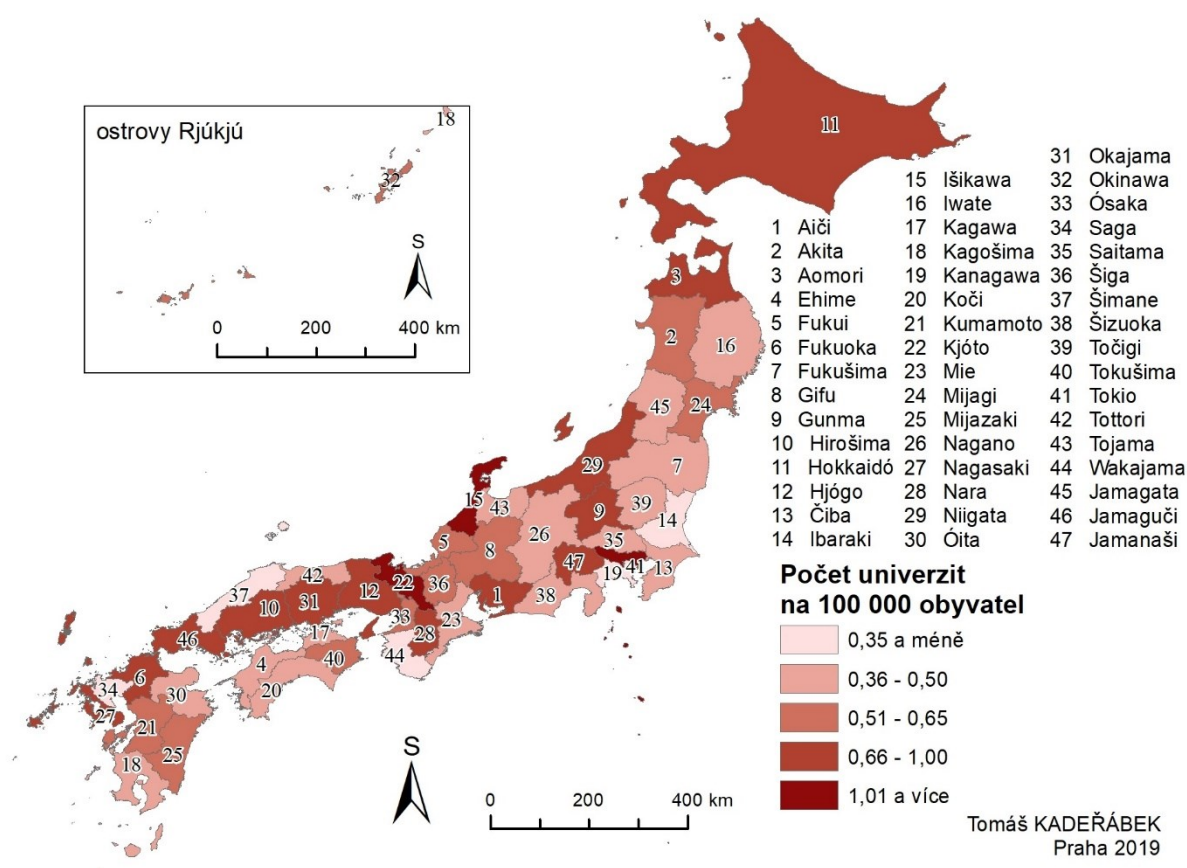 ostrovy Rjúkjú
18
32
S
0 200 400 km
11
3
2
16
45
24
29
7
15
43
9
39
14
26
35
5
8
47
19
41
13
42
22
36
1
38
37
12
10
31
33
23
46
17
28
44
6
4
40
34
30
20
27
21
25
18
S
0 200 400 km
1 Aiči
2 Akita
3 Aomori
4 Ehime
5 Fukui
6 Fukuoka
7 Fukušima
8 Gifu
9 Gunma
10 Hirošima
11 Hokkaidó
12 Hjógo
13 Čiba
14 Ibaraki
15 Išikawa
16 Iwate
17 Kagawa
18 Kagošima
19 Kanagawa
20 Koči
21 Kumamoto
22 Kjóto
23 Mie
24 Mijagi
25 Mijazaki
26 Nagano
27 Nagasaki
28 Nara
29 Niigata
30 Óita
31 Okajama
32 Okinawa
33 Ósaka
34 Saga
35 Saitama
36 Šiga
37 Šimane
38 Šizuoka
39 Točigi
40 Tokušima
41 Tokio
42 Tottori
43 Tojama
44 Wakajama
45 Jamagata
46 Jamaguči
47 Jamanaši
Počet univerzit
na 100 000 obyvatel
0,35 a méně
0,36 - 0,50
0,51 - 0,65
0,66 - 1,00
1,01 a více
Tomáš KADEŘÁBEK
Praha 2019